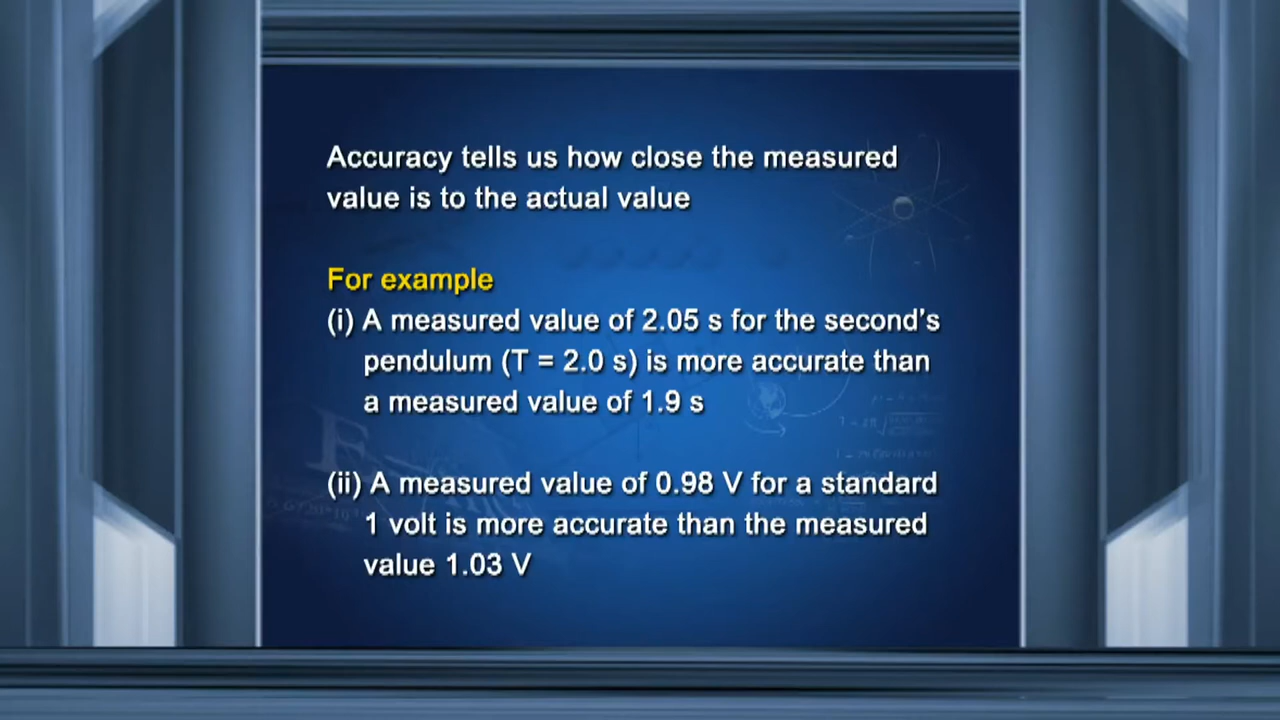 Accuracy tells us how close the measured
value is to the actual value
For example
(i) A measured value of 2.05 s for the second's
pendulum (T = 2.0 s) is more accurate than
a measured value of 1.9 s
(ii) A measured value of 0.98 V for a standard
1 volt is more accurate than the measured
value 1.03 V